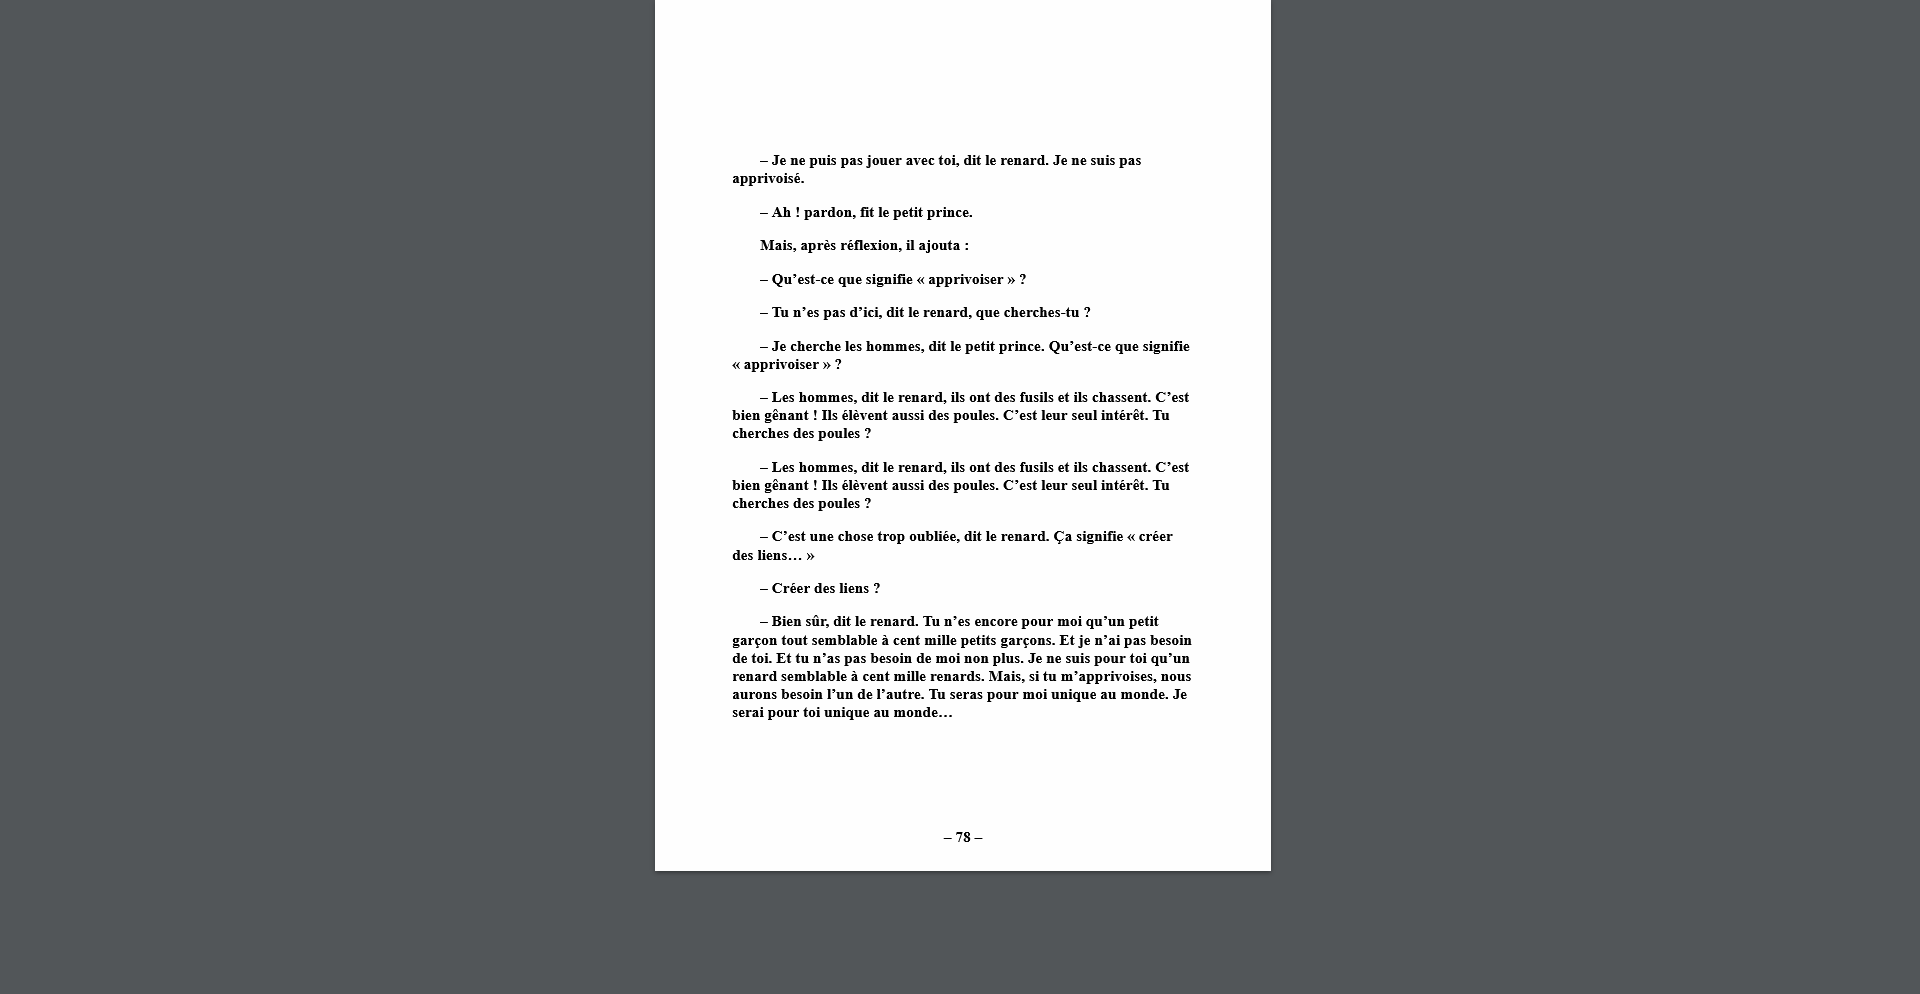 – Je ne puis pas jouer avec toi, dit le renard. Je ne suis pas
apprivoisé.
– Ah ! pardon, fit le petit prince.
Mais, après réflexion, il ajouta :
– Qu’est-ce que signifie « apprivoiser » ?
– Tu n’es pas d’ici, dit le renard, que cherches-tu ?
– Je cherche les hommes, dit le petit prince. Qu’est-ce que signifie
« apprivoiser » ?
– Les hommes, dit le renard, ils ont des fusils et ils chassent. C’est
bien gênant ! Ils élèvent aussi des poules. C’est leur seul intérêt. Tu
cherches des poules ?
– Les hommes, dit le renard, ils ont des fusils et ils chassent. C’est
bien gênant ! Ils élèvent aussi des poules. C’est leur seul intérêt. Tu
cherches des poules ?
– C’est une chose trop oubliée, dit le renard. Ça signifie « créer
des liens… »
– Créer des liens ?
– Bien sûr, dit le renard. Tu n’es encore pour moi qu’un petit
garçon tout semblable à cent mille petits garçons. Et je n’ai pas besoin
de toi. Et tu n’as pas besoin de moi non plus. Je ne suis pour toi qu’un
renard semblable à cent mille renards. Mais, si tu m’apprivoises, nous
aurons besoin l’un de l’autre. Tu seras pour moi unique au monde. Je
serai pour toi unique au monde…
– 78 –